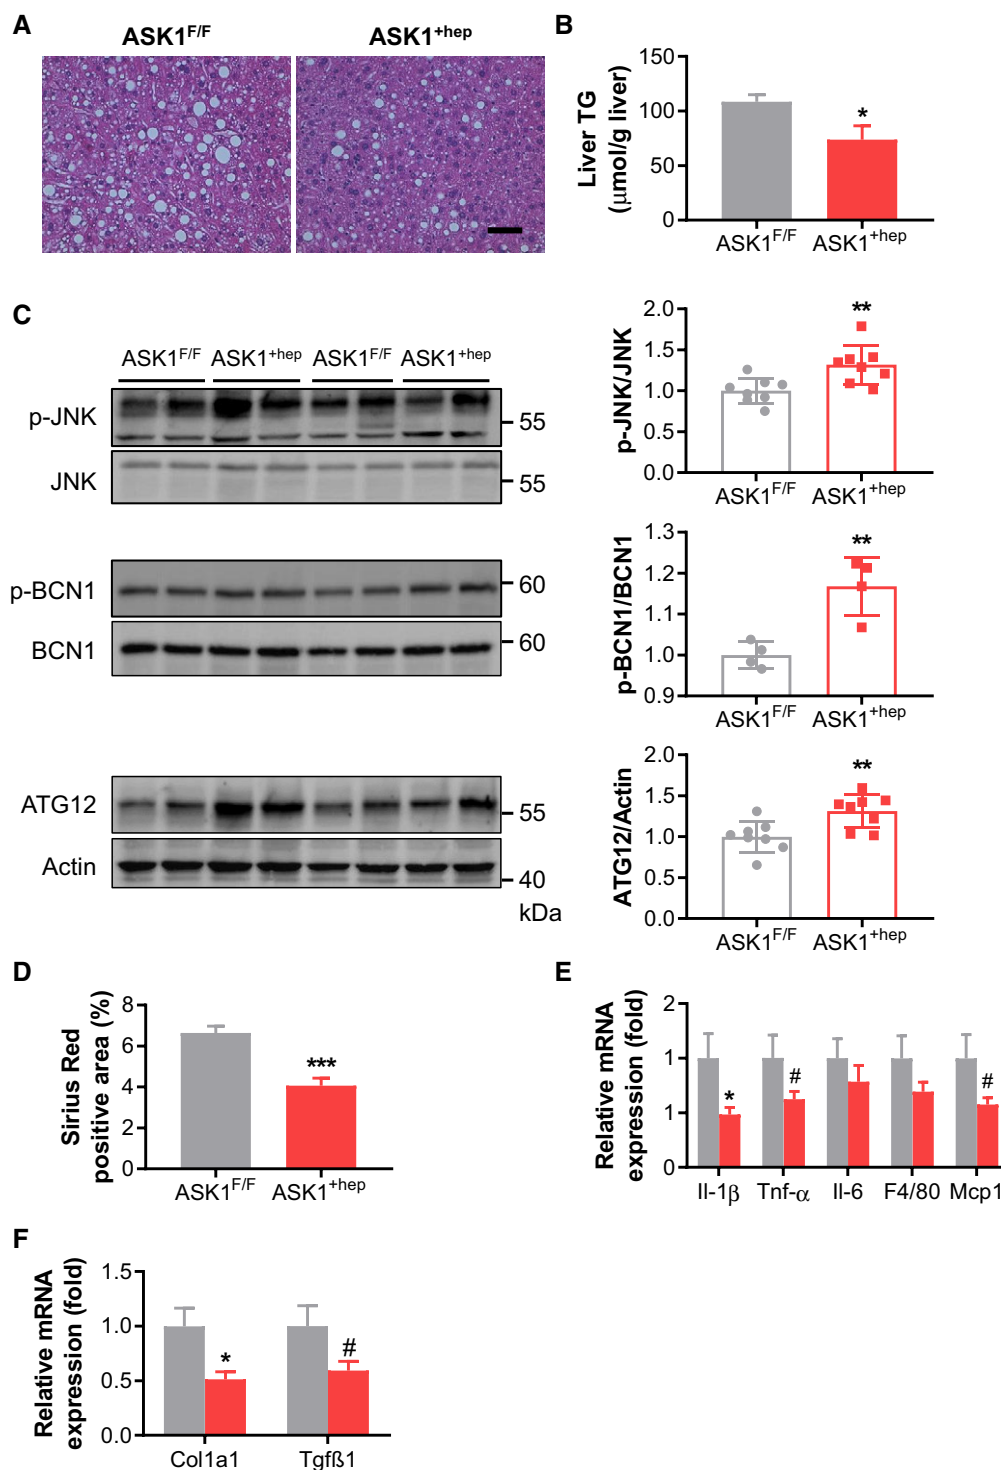 A
ASK1F/F
ASK1+hep
B
Liver TG
(μmol/g liver)
150
100
50
0
*
ASK1F/F
ASK1+hep
C
ASK1F/F
ASK1+hep
ASK1F/F
ASK1+hep
p-JNK
55
JNK
55
p-BCN1
60
BCN1
60
ATG12
55
Actin
40
kDa
p-JNK/JNK
2.0
1.5
1.0
0.5
0.0
**
ASK1F/F
ASK1+hep
p-BCN1/BCN1
1.3
1.2
1.1
1.0
0.9
**
ASK1F/F
ASK1+hep
ATG12/Actin
2.0
1.5
1.0
0.5
0.0
**
ASK1F/F
ASK1+hep
D
Sirius Red
positive area (%)
8
6
4
2
0
***
ASK1F/F
ASK1+hep
E
Relative mRNA
expression (fold)
2
1
1
0
*
#
#
Il-1β
Tnf-α
Il-6
F4/80
Mcp1
F
Relative mRNA
expression (fold)
1.5
1.0
0.5
0.0
*
#
Col1a1
Tgfß1